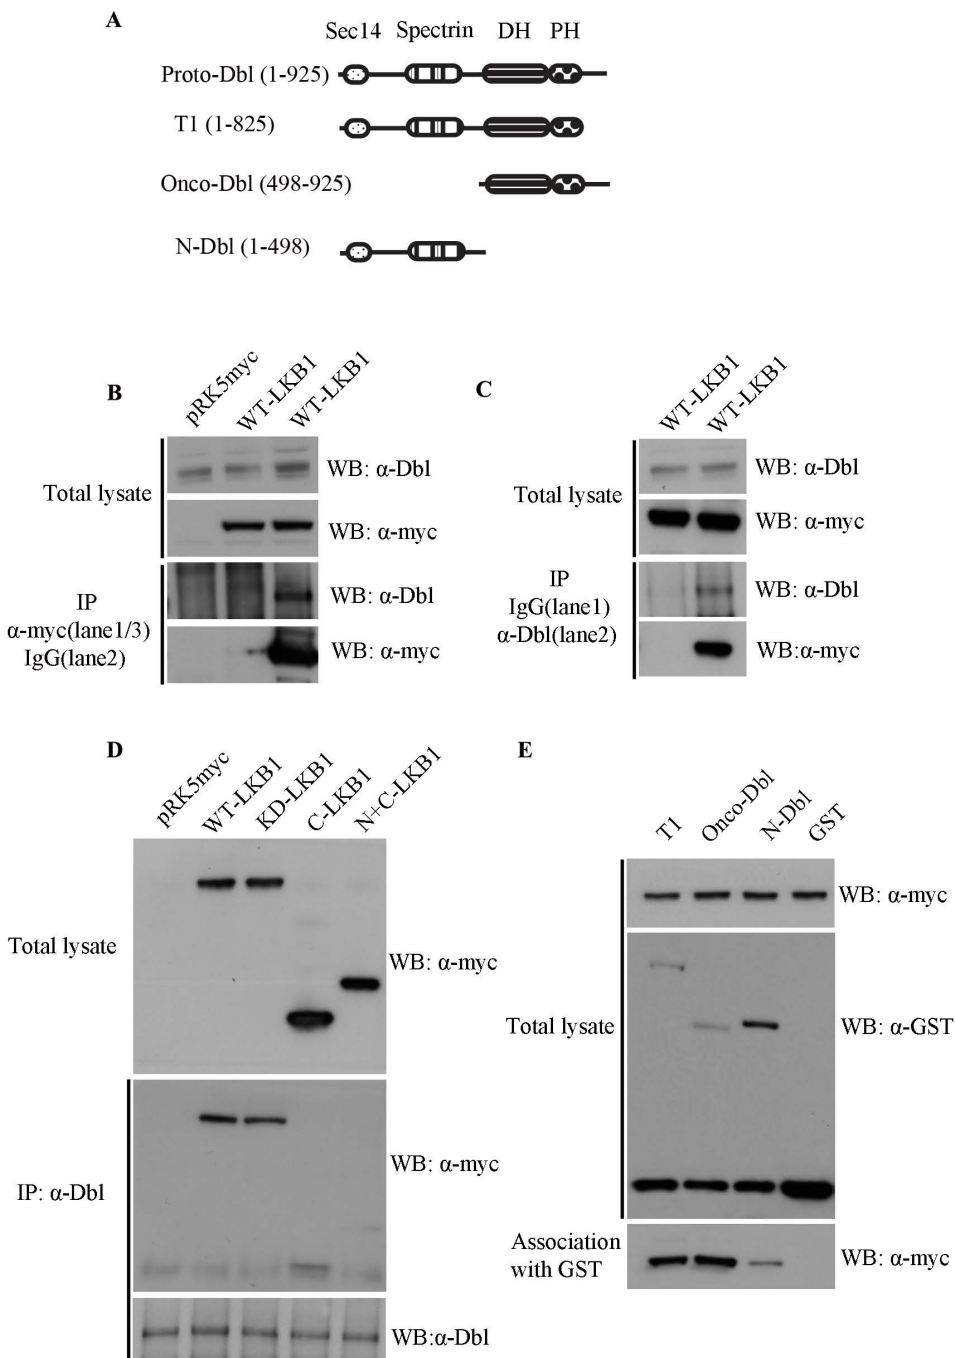 A
Sec14 Spectrin DH PH
Proto-Dbl (1-925)
T1 (1-825)
Onco-Dbl (498-925)
N-Dbl (1-498)
B
pRK5myc
WT-LKB1
WT-LKB1
Total lysate
WB: α-Dbl
WB: α-myc
IP
α-myc(lane1/3)
IgG(lane2)
WB: α-Dbl
WB: α-myc
C
WT-LKB1
WT-LKB1
Total lysate
WB: α-Dbl
WB: α-myc
IP
IgG(lane1)
α-Dbl(lane2)
WB: α-Dbl
WB:α-myc
D
pRK5myc
WT-LKB1
KD-LKB1
C-LKB1
N+C-LKB1
Total lysate
WB: α-myc
IP: α-Dbl
WB: α-myc
WB:α-Dbl
E
T1
Onco-Dbl
N-Dbl
GST
Total lysate
WB: α-myc
WB: α-GST
Association
with GST
WB: α-myc